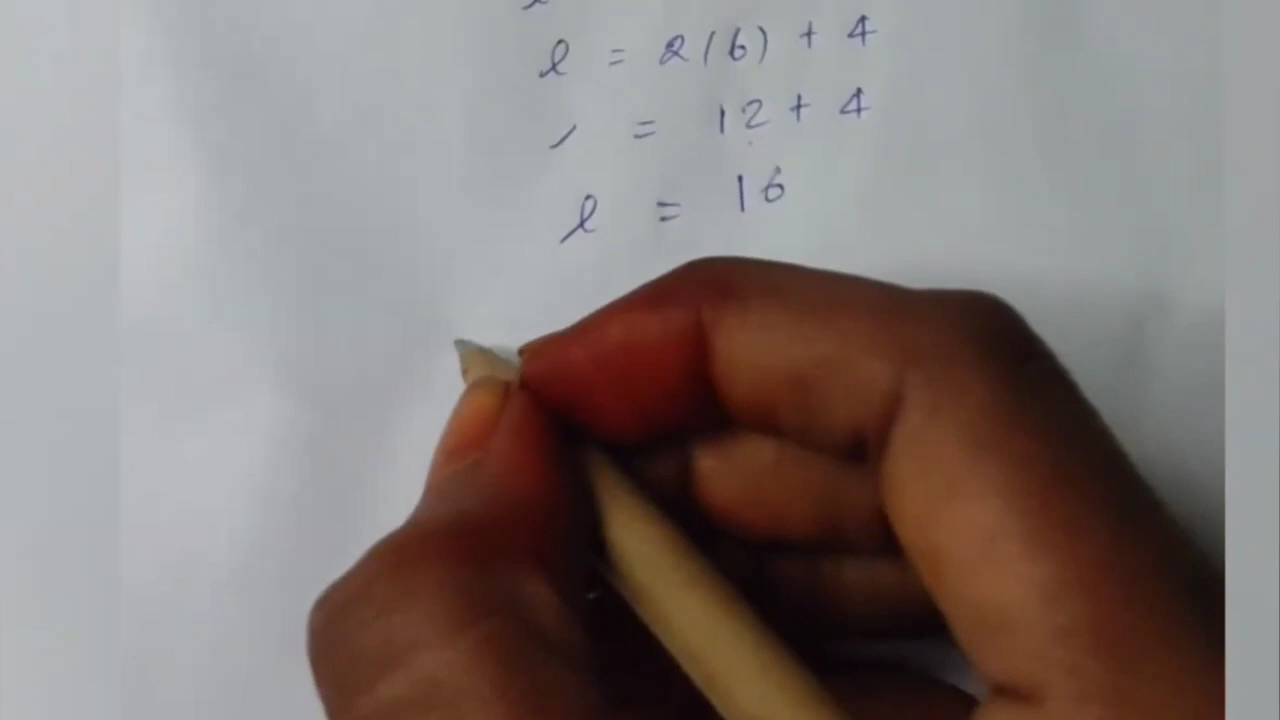 l = 2(6) + 4
= 12 + 4
l = 16